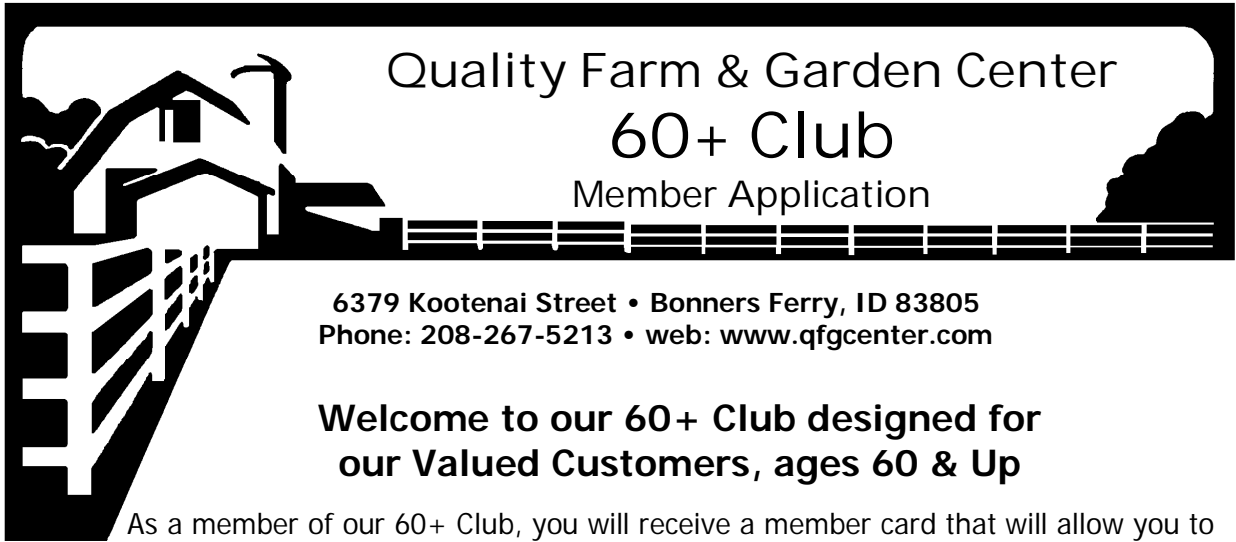 Quality Farm & Garden Center
60+ Club
Member Application
6379 Kootenai Street • Bonners Ferry, ID 83805
Phone: 208-267-5213 • web: www.qfgcenter.com
Welcome to our 60+ Club designed for
our Valued Customers, ages 60 & Up
As a member of our 60+ Club, you will receive a member card that will allow you to